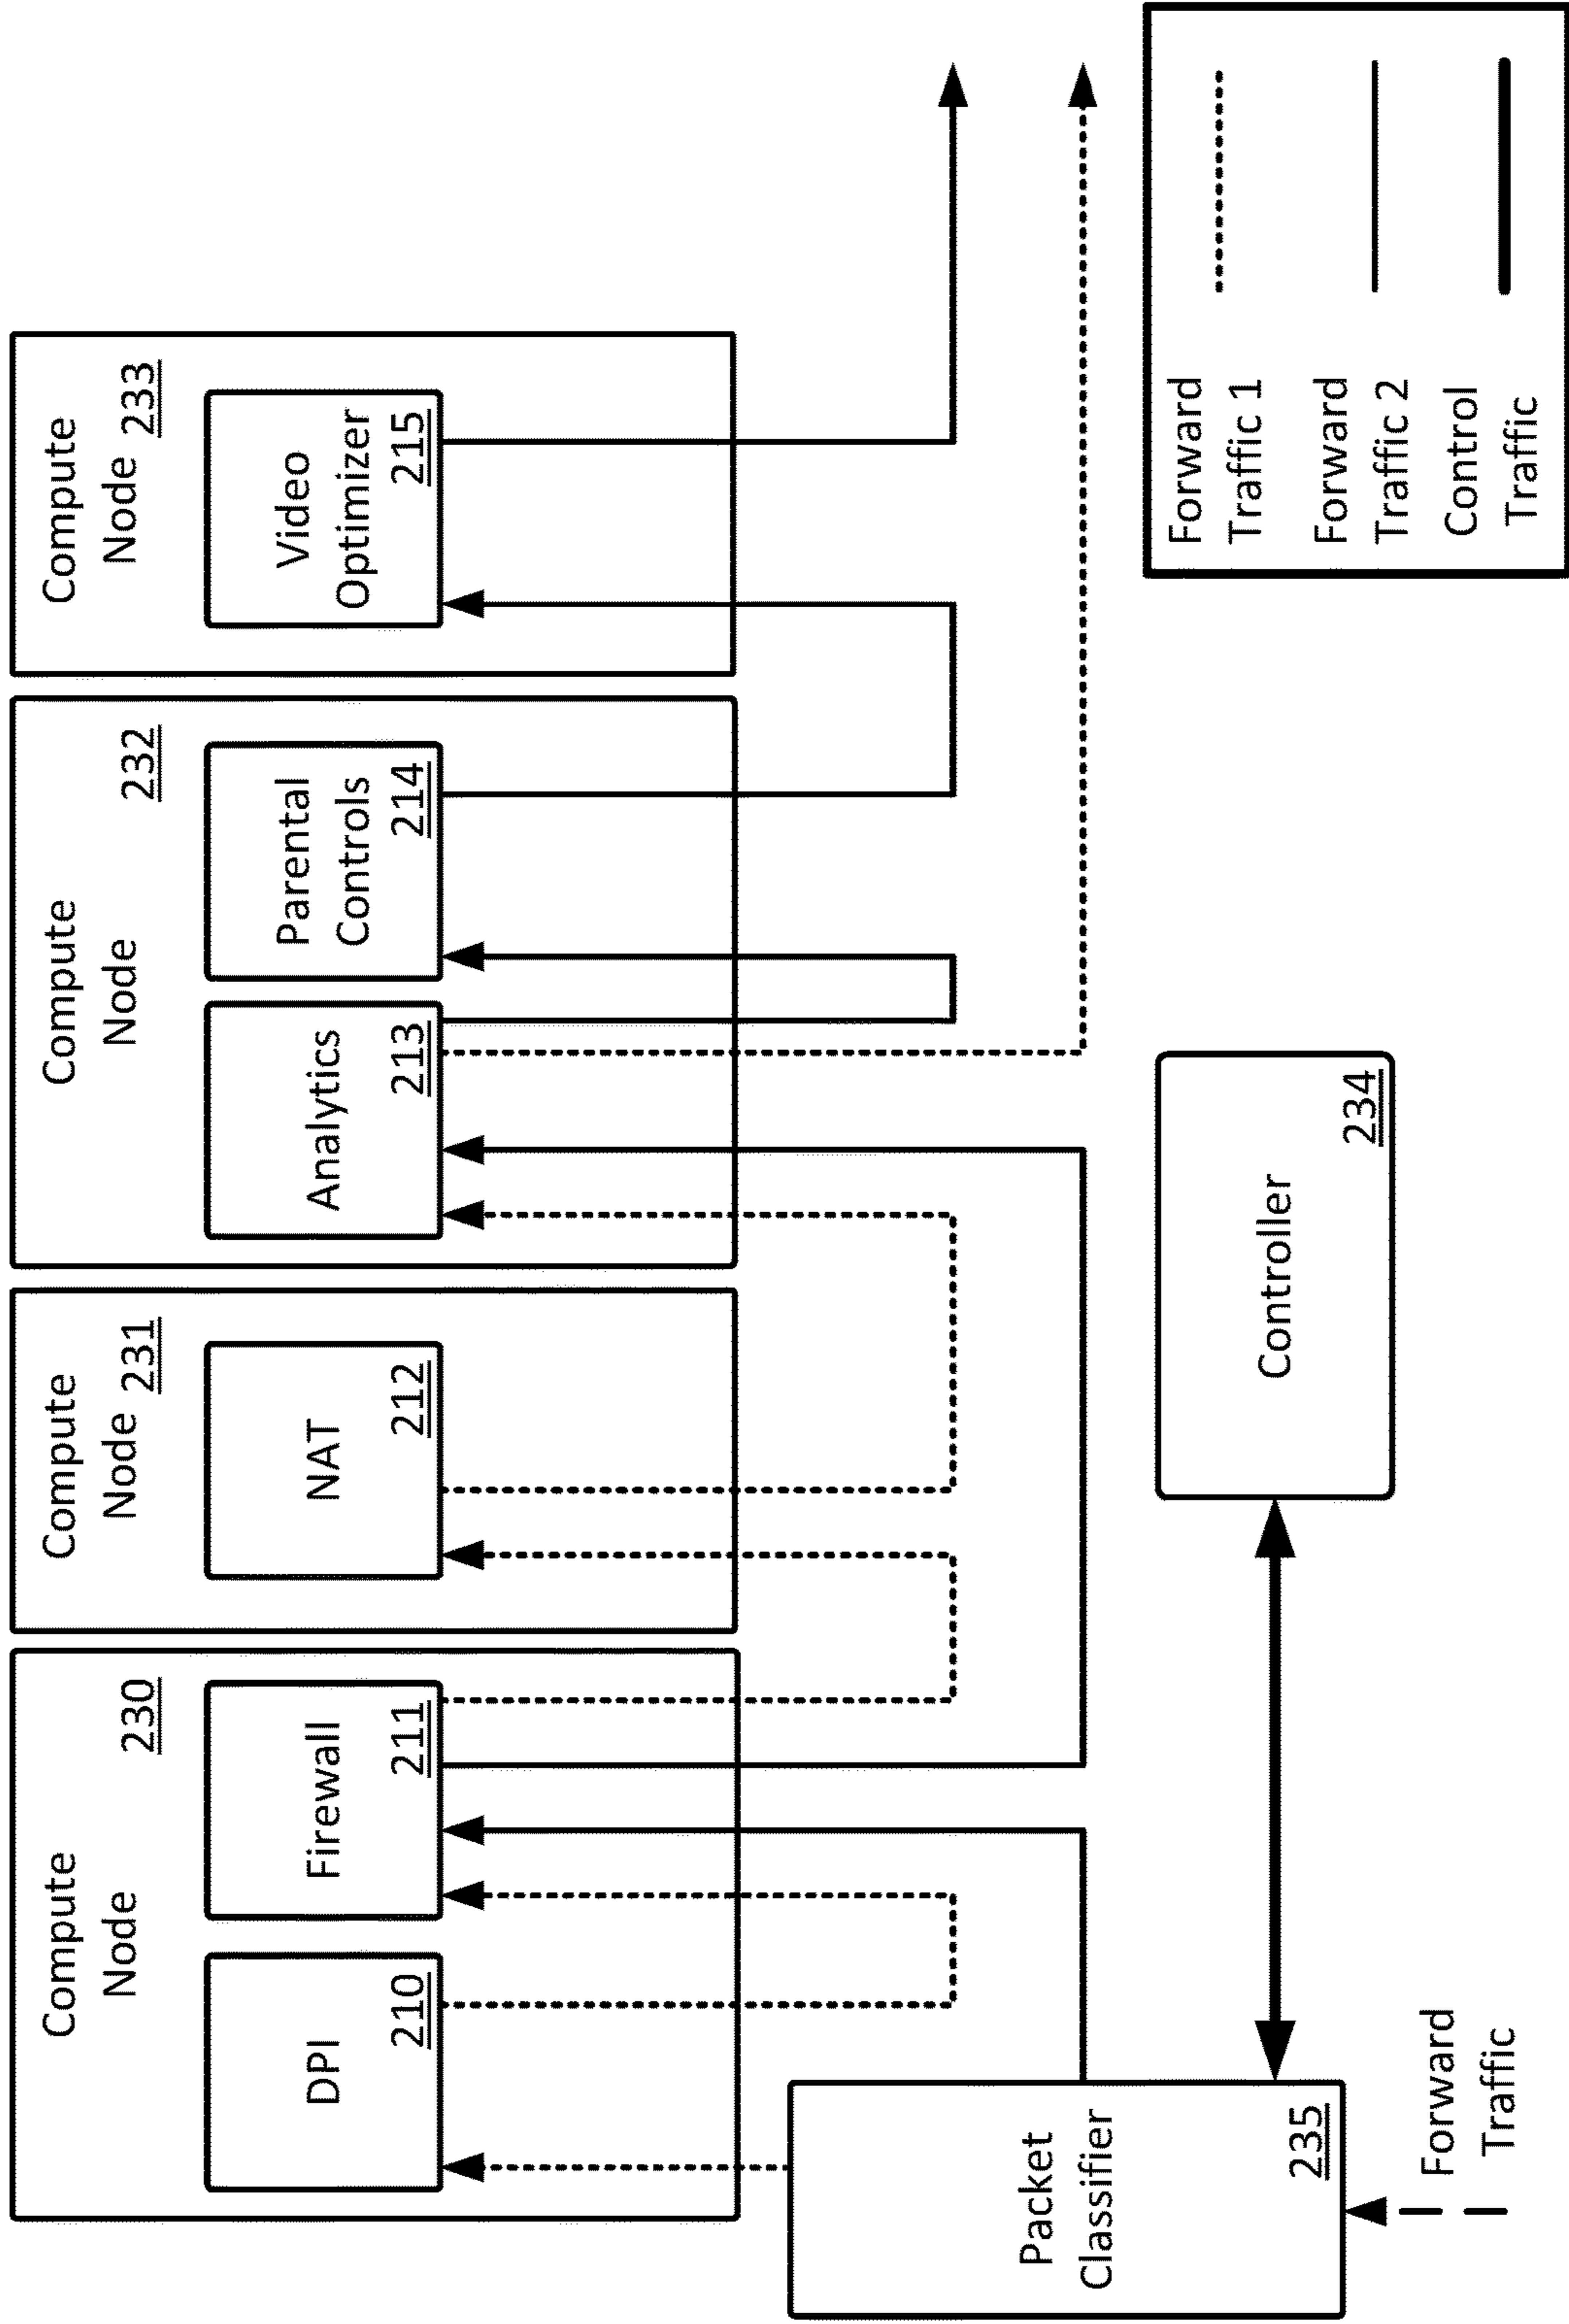 Compute
Node
230
DPI
210
Firewall
211
Compute
Node 231
NAT
212
Compute
Node
232
Analytics
213
Parental
Controls
214
Compute
Node 233
Video
Optimizer
215
Packet
Classifier
235
Forward
Traffic
Controller
234
Forward
Traffic 1
Forward
Traffic 2
Control
Traffic